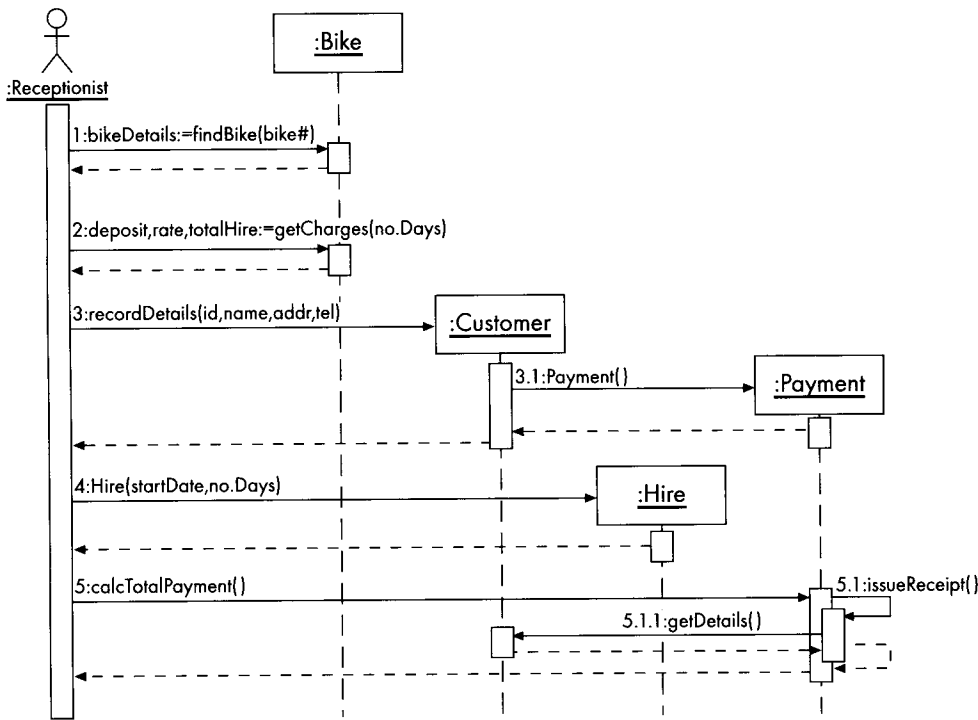 :Bike
:Receptionist
1:bikeDetails:=findBike(bike#)
2:deposit,rate,totalHire:=getCharges(no.Days)
3:recordDetails(id,name,addr,tel)
:Customer
3.1:Payment()
:Payment
4:Hire(startDate,no.Days)
:Hire
5:calcTotalPayment()
5.1:issueReceipt()
5.1.1:getDetails()